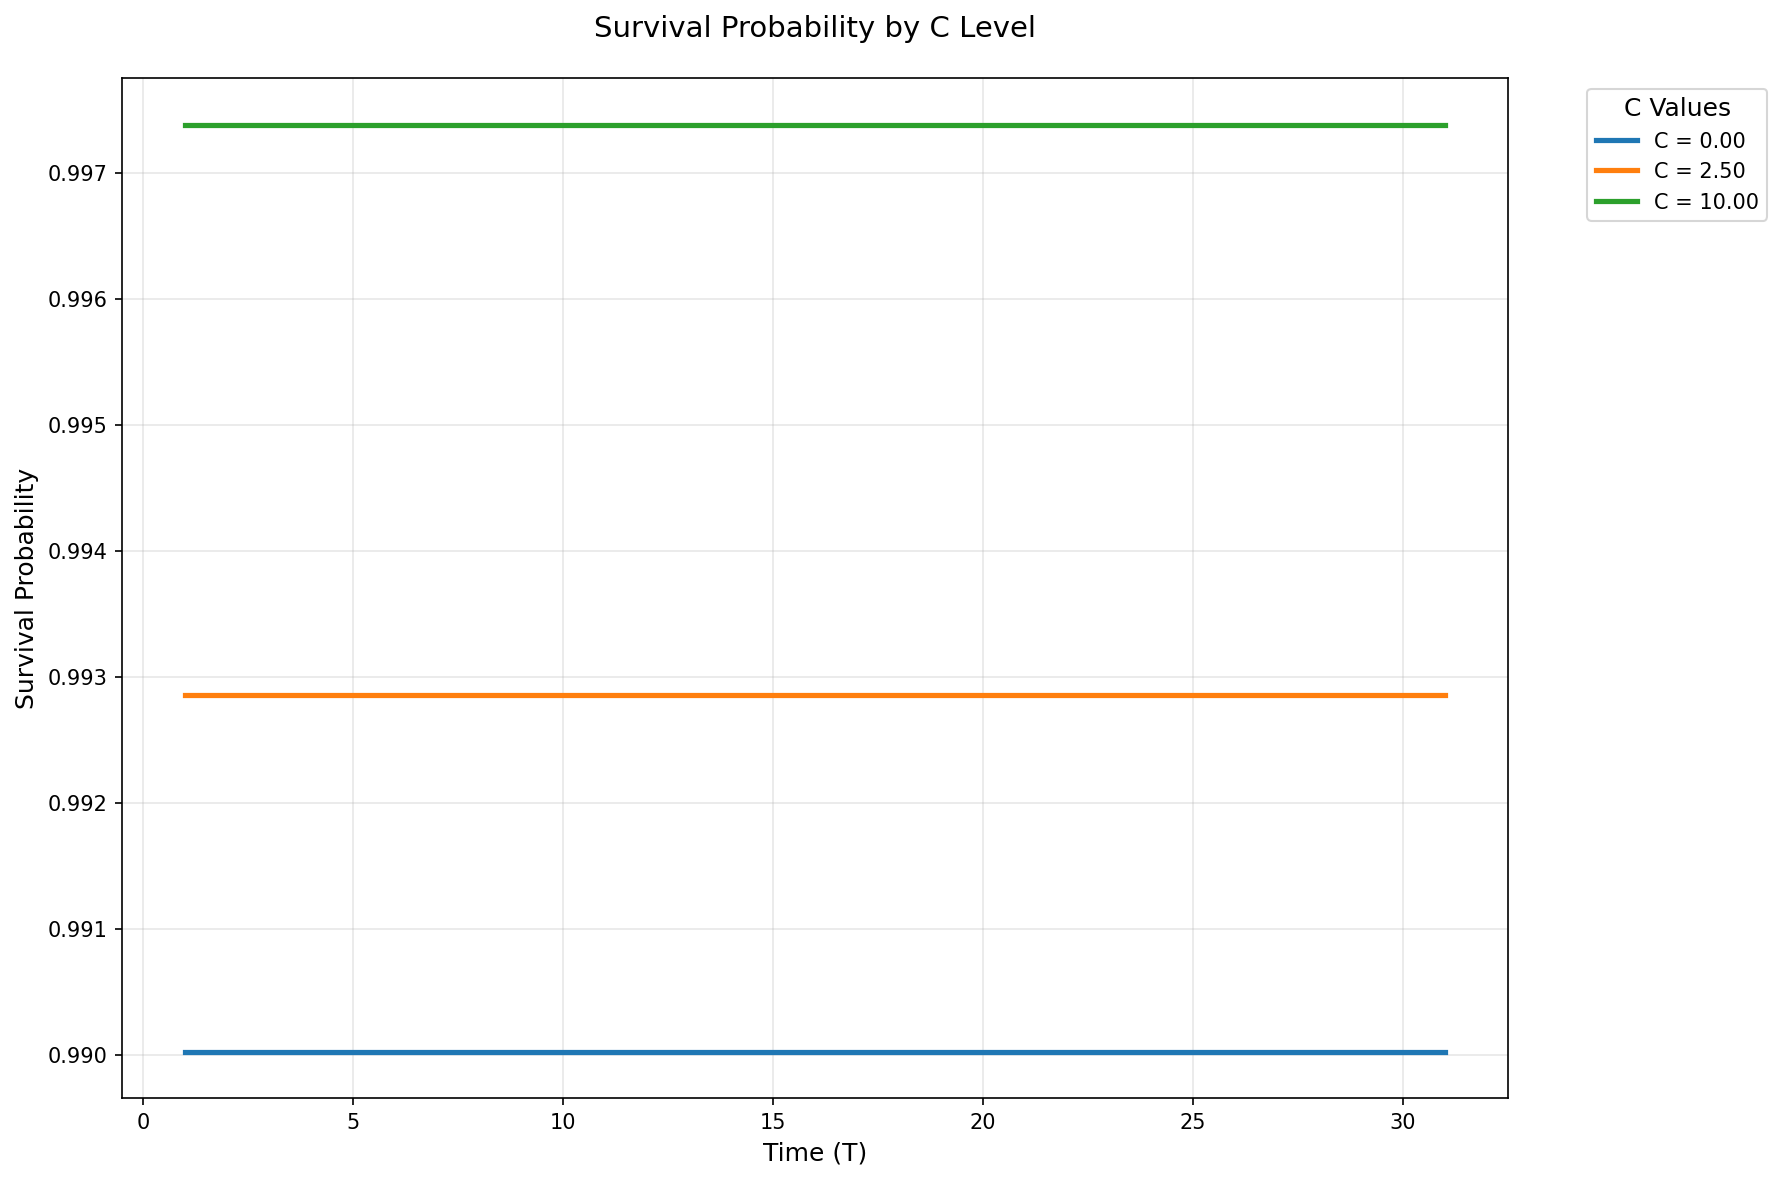 Survival Probability by C Level
C Values
C = 0.00
C = 2.50
C = 10.00
Survival Probability
0.997
0.996
0.995
0.994
0.993
0.992
0.991
0.990
0 5 10 15 20 25 30
Time (T)